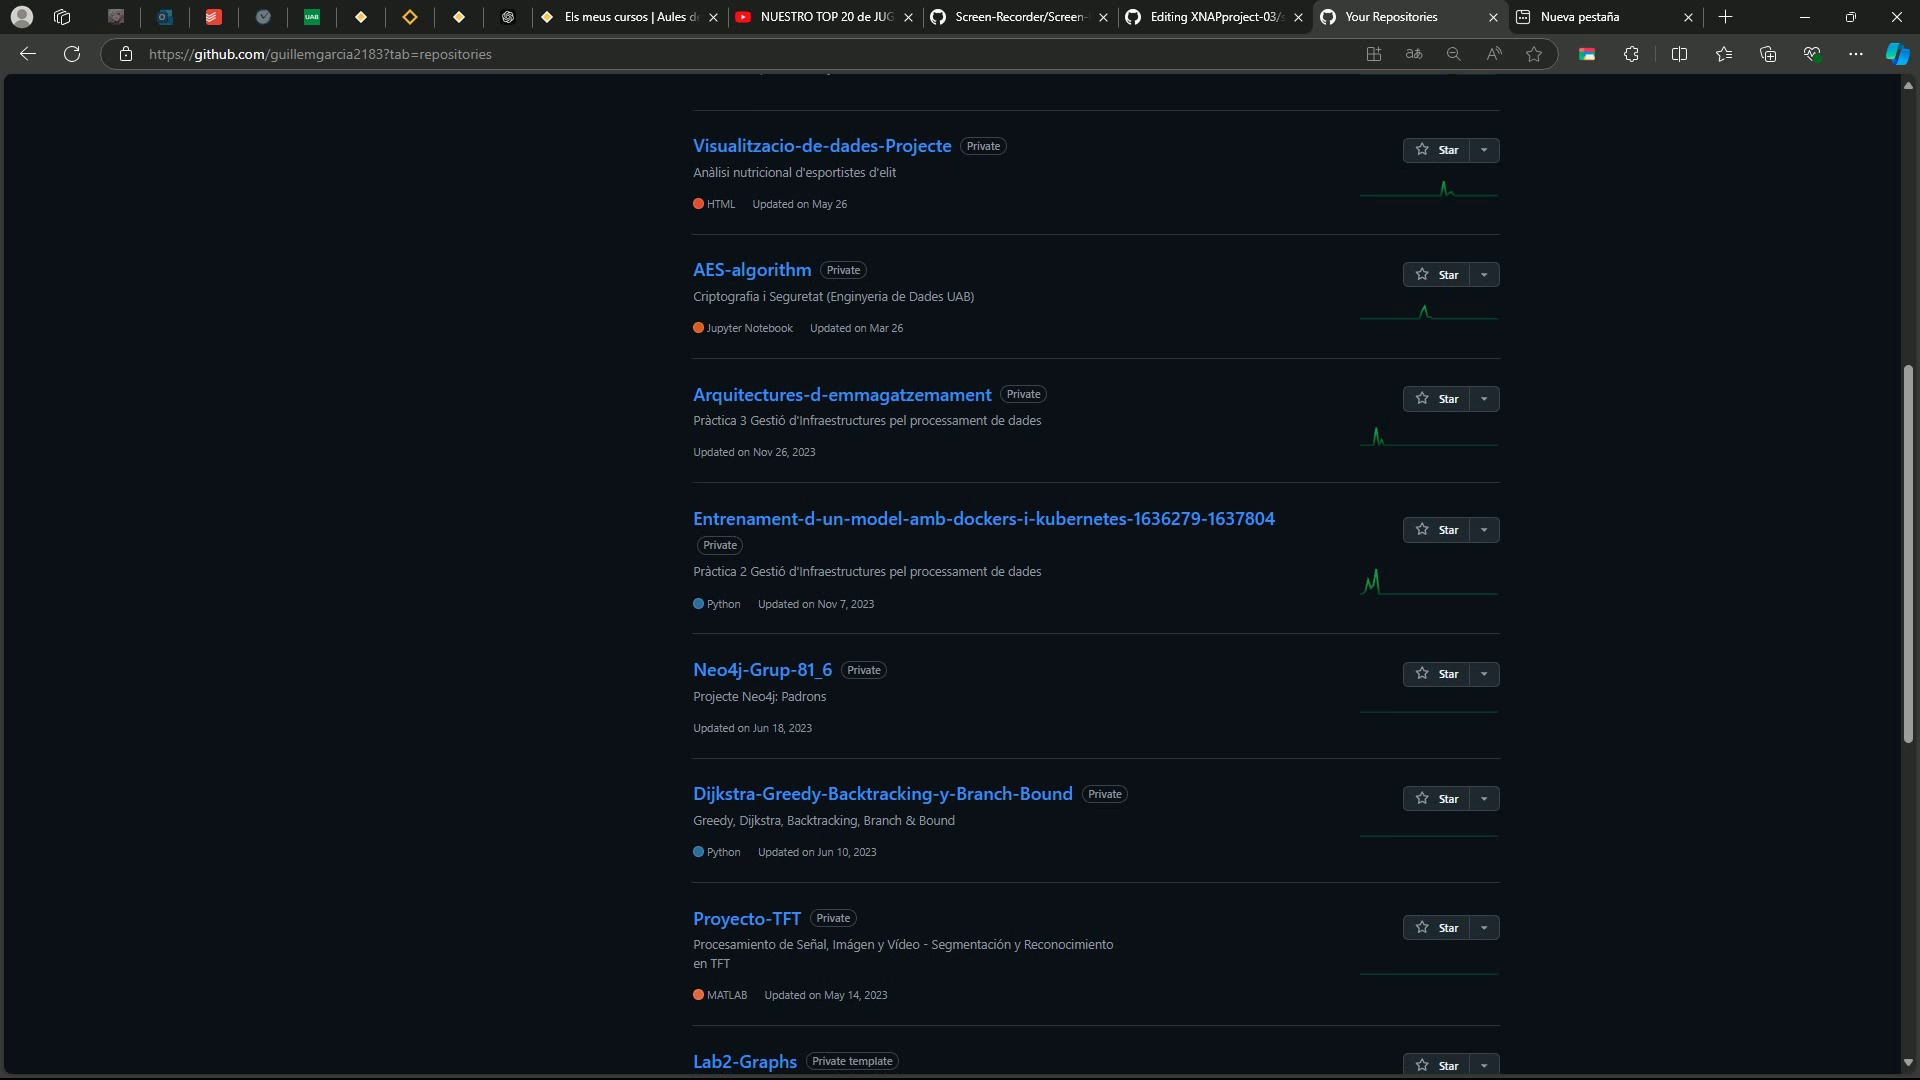 UAB
Els meus cursos | Aules d
NUESTRO TOP 20 de JUG
Screen-Recorder/Screen-
Editing XNAPproject-03/s
Your Repositories
Nueva pestaña
https://github.com/guillemgarcia2183?tab=repositories
Visualitzacio-de-dades-Projecte Private
Star
Anàlisi nutricional d'esportistes d'elit
HTML Updated on May 26
AES-algorithm Private
Star
Criptografia i Seguretat (Enginyeria de Dades UAB)
Jupyter Notebook Updated on Mar 26
Arquitectures-d-emmagatzemament Private
Star
Pràctica 3 Gestió d'Infraestructures pel processament de dades
Updated on Nov 26, 2023
Entrenament-d-un-model-amb-dockers-i-kubernetes-1636279-1637804
Star
Private
Pràctica 2 Gestió d'Infraestructures pel processament de dades
Python Updated on Nov 7, 2023
Neo4j-Grup-81_6 Private
Star
Projecte Neo4j: Padrons
Updated on Jun 18, 2023
Dijkstra-Greedy-Backtracking-y-Branch-Bound Private
Star
Greedy, Dijkstra, Backtracking, Branch & Bound
Python Updated on Jun 10, 2023
Proyecto-TFT Private
Star
Procesamiento de Señal, Imágen y Vídeo - Segmentación y Reconocimiento
en TFT
MATLAB Updated on May 14, 2023
Lab2-Graphs Private template
Star